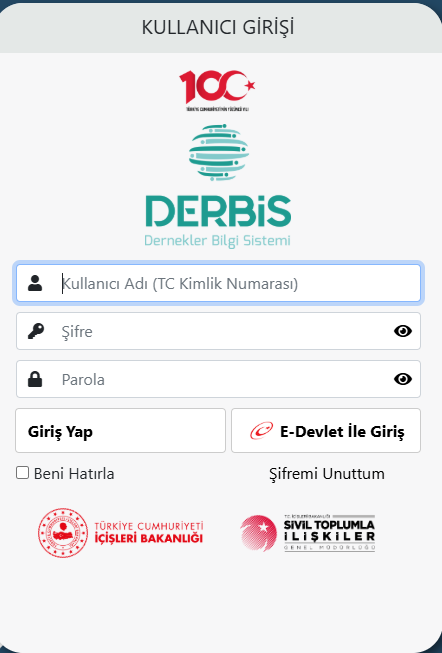 KULLANICI GİRİŞİ
100
TÜRKİYE CUMHURİYETİ'NİN YÜZÜNCÜ YILI
DERBİS
Dernekler Bilgi Sistemi
Kullanıcı Adı (TC Kimlik Numarası)
Şifre
Parola
Giriş Yap
E-Devlet İle Giriş
Beni Hatırla
Şifremi Unuttum
TÜRKİYE CUMHURİYETİ
İÇİŞLERİ BAKANLIĞI
T.C. İÇİŞLERİ BAKANLIĞI
SİVİL TOPLUMLA
İLİŞKİLER
GENEL MÜDÜRLÜĞÜ